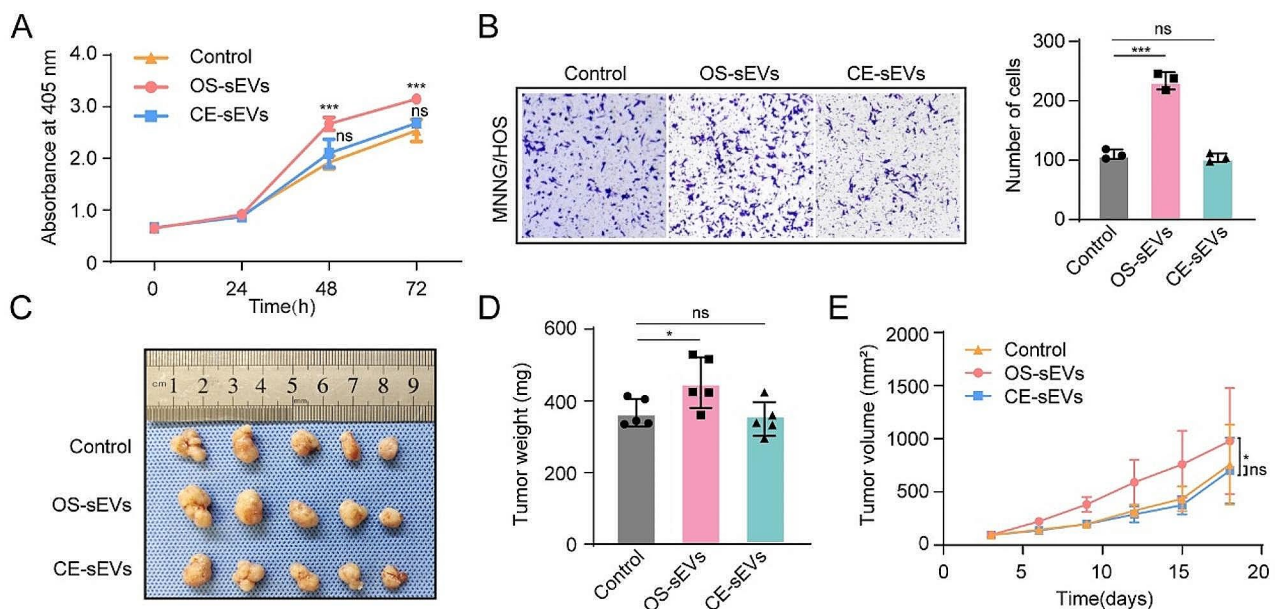 A
Absorbance at 405 nm
4.0
3.0
2.0
1.0
0
Control
OS-sEVs
CE-sEVs
***
ns
***
ns
0 24 48 72
Time(h)
B
Control OS-sEVs CE-sEVs
MNNG/HOS
Number of cells
300
200
100
0
ns
***
Control OS-sEVs CE-sEVs
C
cm 1 2 3 4 5 6 7 8 9
mm
Control
OS-sEVs
CE-sEVs
D
Tumor weight (mg)
600
400
200
0
ns
*
Control OS-sEVs CE-sEVs
E
Tumor volume (mm²)
2000
1500
1000
500
0
Control
OS-sEVs
CE-sEVs
*
ns
0 5 10 15 20
Time(days)